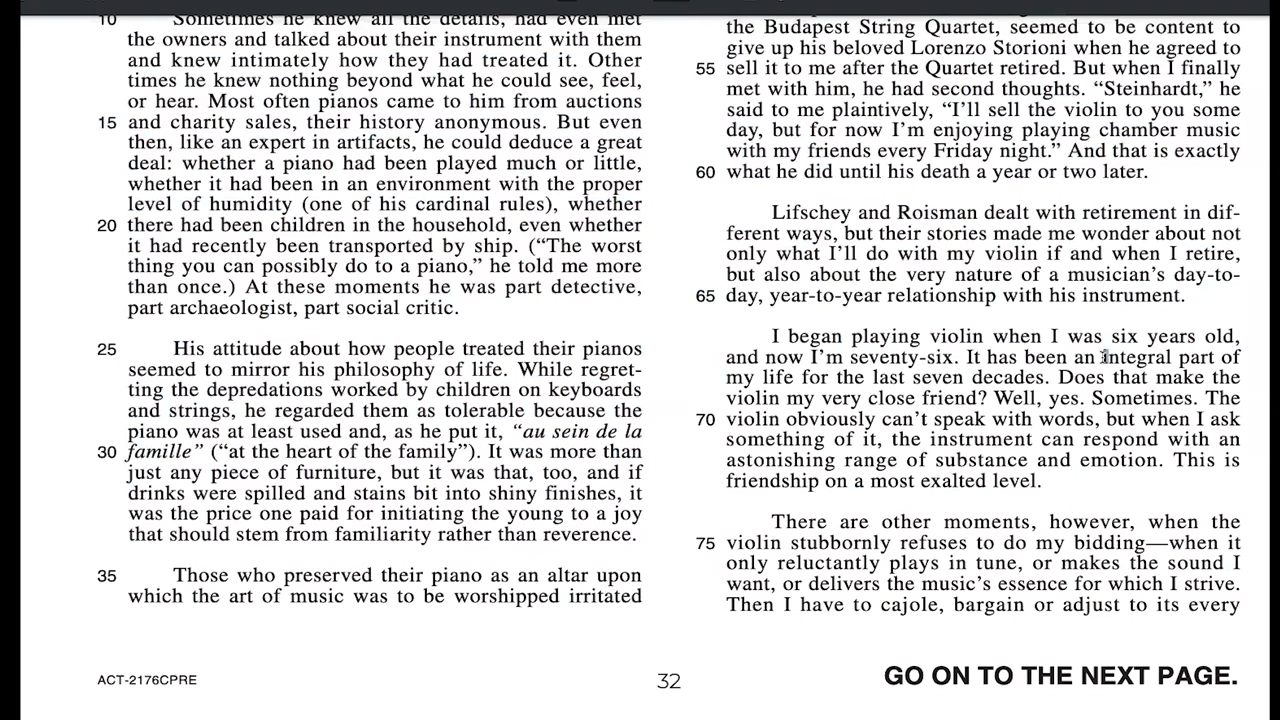 10 Sometimes he knew all the details, had even met
the owners and talked about their instrument with them
and knew intimately how they had treated it. Other
times he knew nothing beyond what he could see, feel,
or hear. Most often pianos came to him from auctions
15 and charity sales, their history anonymous. But even
then, like an expert in artifacts, he could deduce a great
deal: whether a piano had been played much or little,
whether it had been in an environment with the proper
level of humidity (one of his cardinal rules), whether
20 there had been children in the household, even whether
it had recently been transported by ship. (“The worst
thing you can possibly do to a piano,” he told me more
than once.) At these moments he was part detective,
part archaeologist, part social critic.
25 His attitude about how people treated their pianos
seemed to mirror his philosophy of life. While regret-
ting the depredations worked by children on keyboards
and strings, he regarded them as tolerable because the
piano was at least used and, as he put it, “au sein de la
30 famille” (“at the heart of the family”). It was more than
just any piece of furniture, but it was that, too, and if
drinks were spilled and stains bit into shiny finishes, it
was the price one paid for initiating the young to a joy
that should stem from familiarity rather than reverence.
35 Those who preserved their piano as an altar upon
which the art of music was to be worshipped irritated
the Budapest String Quartet, seemed to be content to
give up his beloved Lorenzo Storioni when he agreed to
55 sell it to me after the Quartet retired. But when I finally
met with him, he had second thoughts. “Steinhardt,” he
said to me plaintively, “I’ll sell the violin to you some
day, but for now I’m enjoying playing chamber music
with my friends every Friday night.” And that is exactly
60 what he did until his death a year or two later.
Lifschey and Roisman dealt with retirement in dif-
ferent ways, but their stories made me wonder about not
only what I’ll do with my violin if and when I retire,
but also about the very nature of a musician’s day-to-
65 day, year-to-year relationship with his instrument.
I began playing violin when I was six years old,
and now I’m seventy-six. It has been an integral part of
my life for the last seven decades. Does that make the
violin my very close friend? Well, yes. Sometimes. The
70 violin obviously can’t speak with words, but when I ask
something of it, the instrument can respond with an
astonishing range of substance and emotion. This is
friendship on a most exalted level.
There are other moments, however, when the
75 violin stubbornly refuses to do my bidding—when it
only reluctantly plays in tune, or makes the sound I
want, or delivers the music’s essence for which I strive.
Then I have to cajole, bargain or adjust to its every
ACT-2176CPRE
32
GO ON TO THE NEXT PAGE.